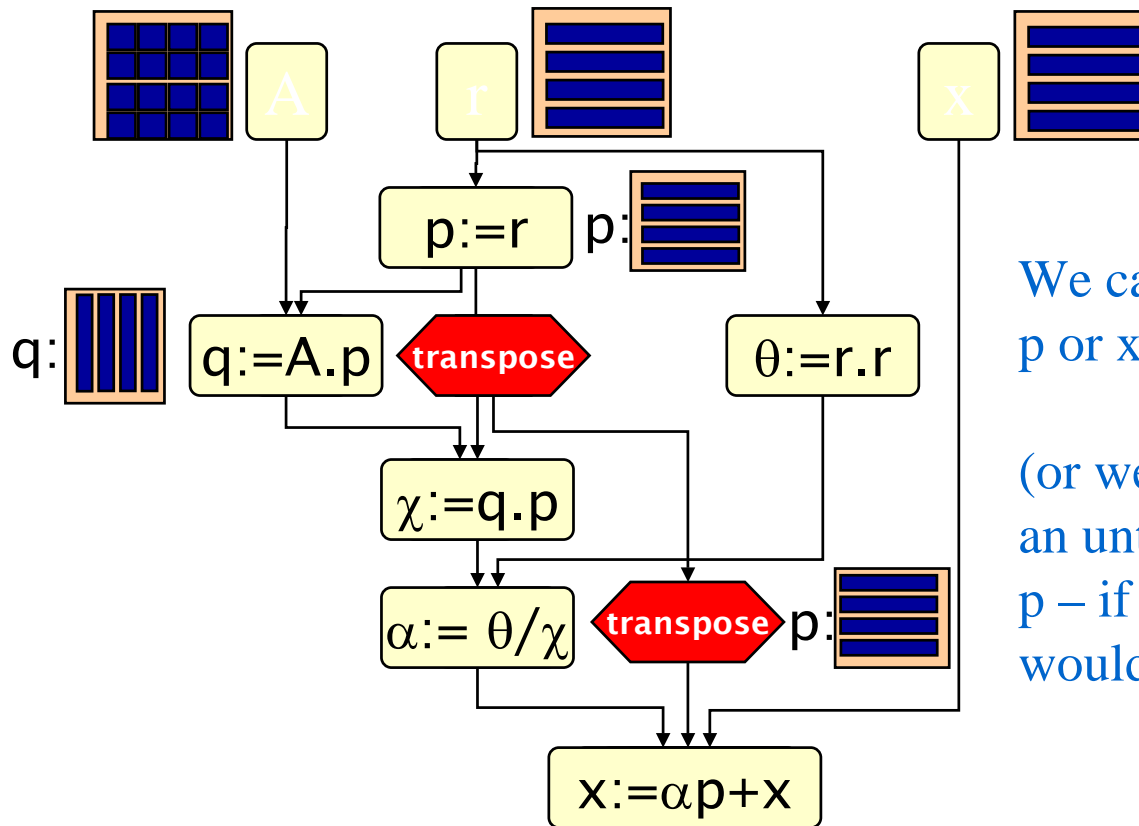 A
r
x
p:=r
p:
q:
q:=A.p
transpose
θ:=r.r
We ca
p or x
(or we
an unt
p – if
would
χ:=q.p
α:= θ/χ
transpose
p:
x:=αp+x